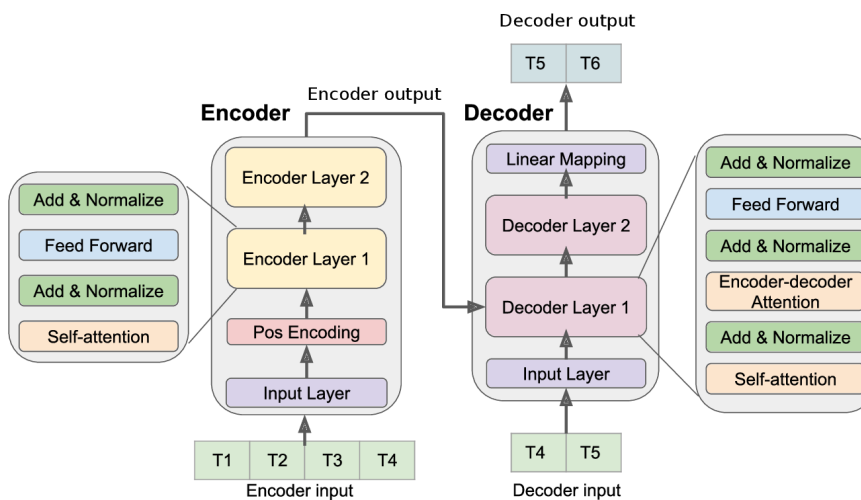 Decoder output
T5 T6
Encoder output
Encoder
Decoder
Add & Normalize
Feed Forward
Add & Normalize
Self-attention
Encoder Layer 2
Encoder Layer 1
Pos Encoding
Input Layer
T1 T2 T3 T4
Encoder input
Linear Mapping
Decoder Layer 2
Decoder Layer 1
Input Layer
T4 T5
Decoder input
Add & Normalize
Feed Forward
Add & Normalize
Encoder-decoder
Attention
Add & Normalize
Self-attention